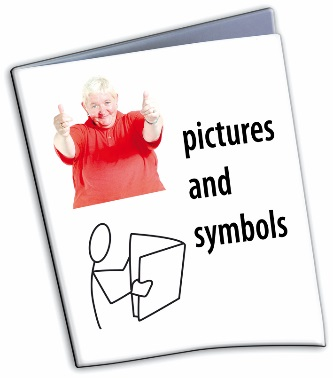 pictures
and
symbols